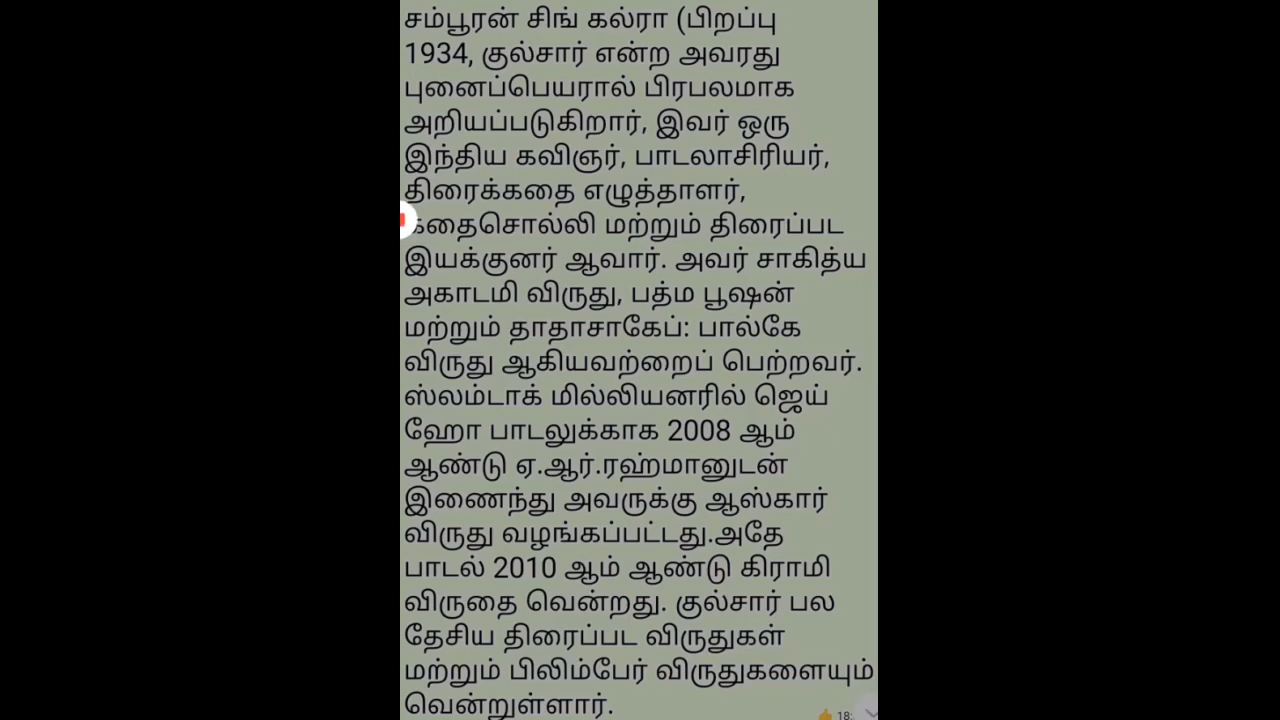 சம்பூரன் சிங் கல்ரா (பிறப்பு
1934, குல்சார் என்ற அவரது
புனைப்பெயரால் பிரபலமாக
அறியப்படுகிறார், இவர் ஒரு
இந்திய கவிஞர், பாடலாசிரியர்,
திரைக்கதை எழுத்தாளர்,
கதைசொல்லி மற்றும் திரைப்பட
இயக்குனர் ஆவார். அவர் சாகித்ய
அகாடமி விருது, பத்ம பூஷன்
மற்றும் தாதாசாகேப்: பால்கே
விருது ஆகியவற்றைப் பெற்றவர்.
ஸ்லம்டாக் மில்லியனரில் ஜெய்
ஹோ பாடலுக்காக 2008 ஆம்
ஆண்டு ஏ.ஆர்.ரஹ்மானுடன்
இணைந்து அவருக்கு ஆஸ்கார்
விருது வழங்கப்பட்டது.அதே
பாடல் 2010 ஆம் ஆண்டு கிராமி
விருதை வென்றது. குல்சார் பல
தேசிய திரைப்பட விருதுகள்
மற்றும் பிலிம்பேர் விருதுகளையும்
வென்றுள்ளார்.